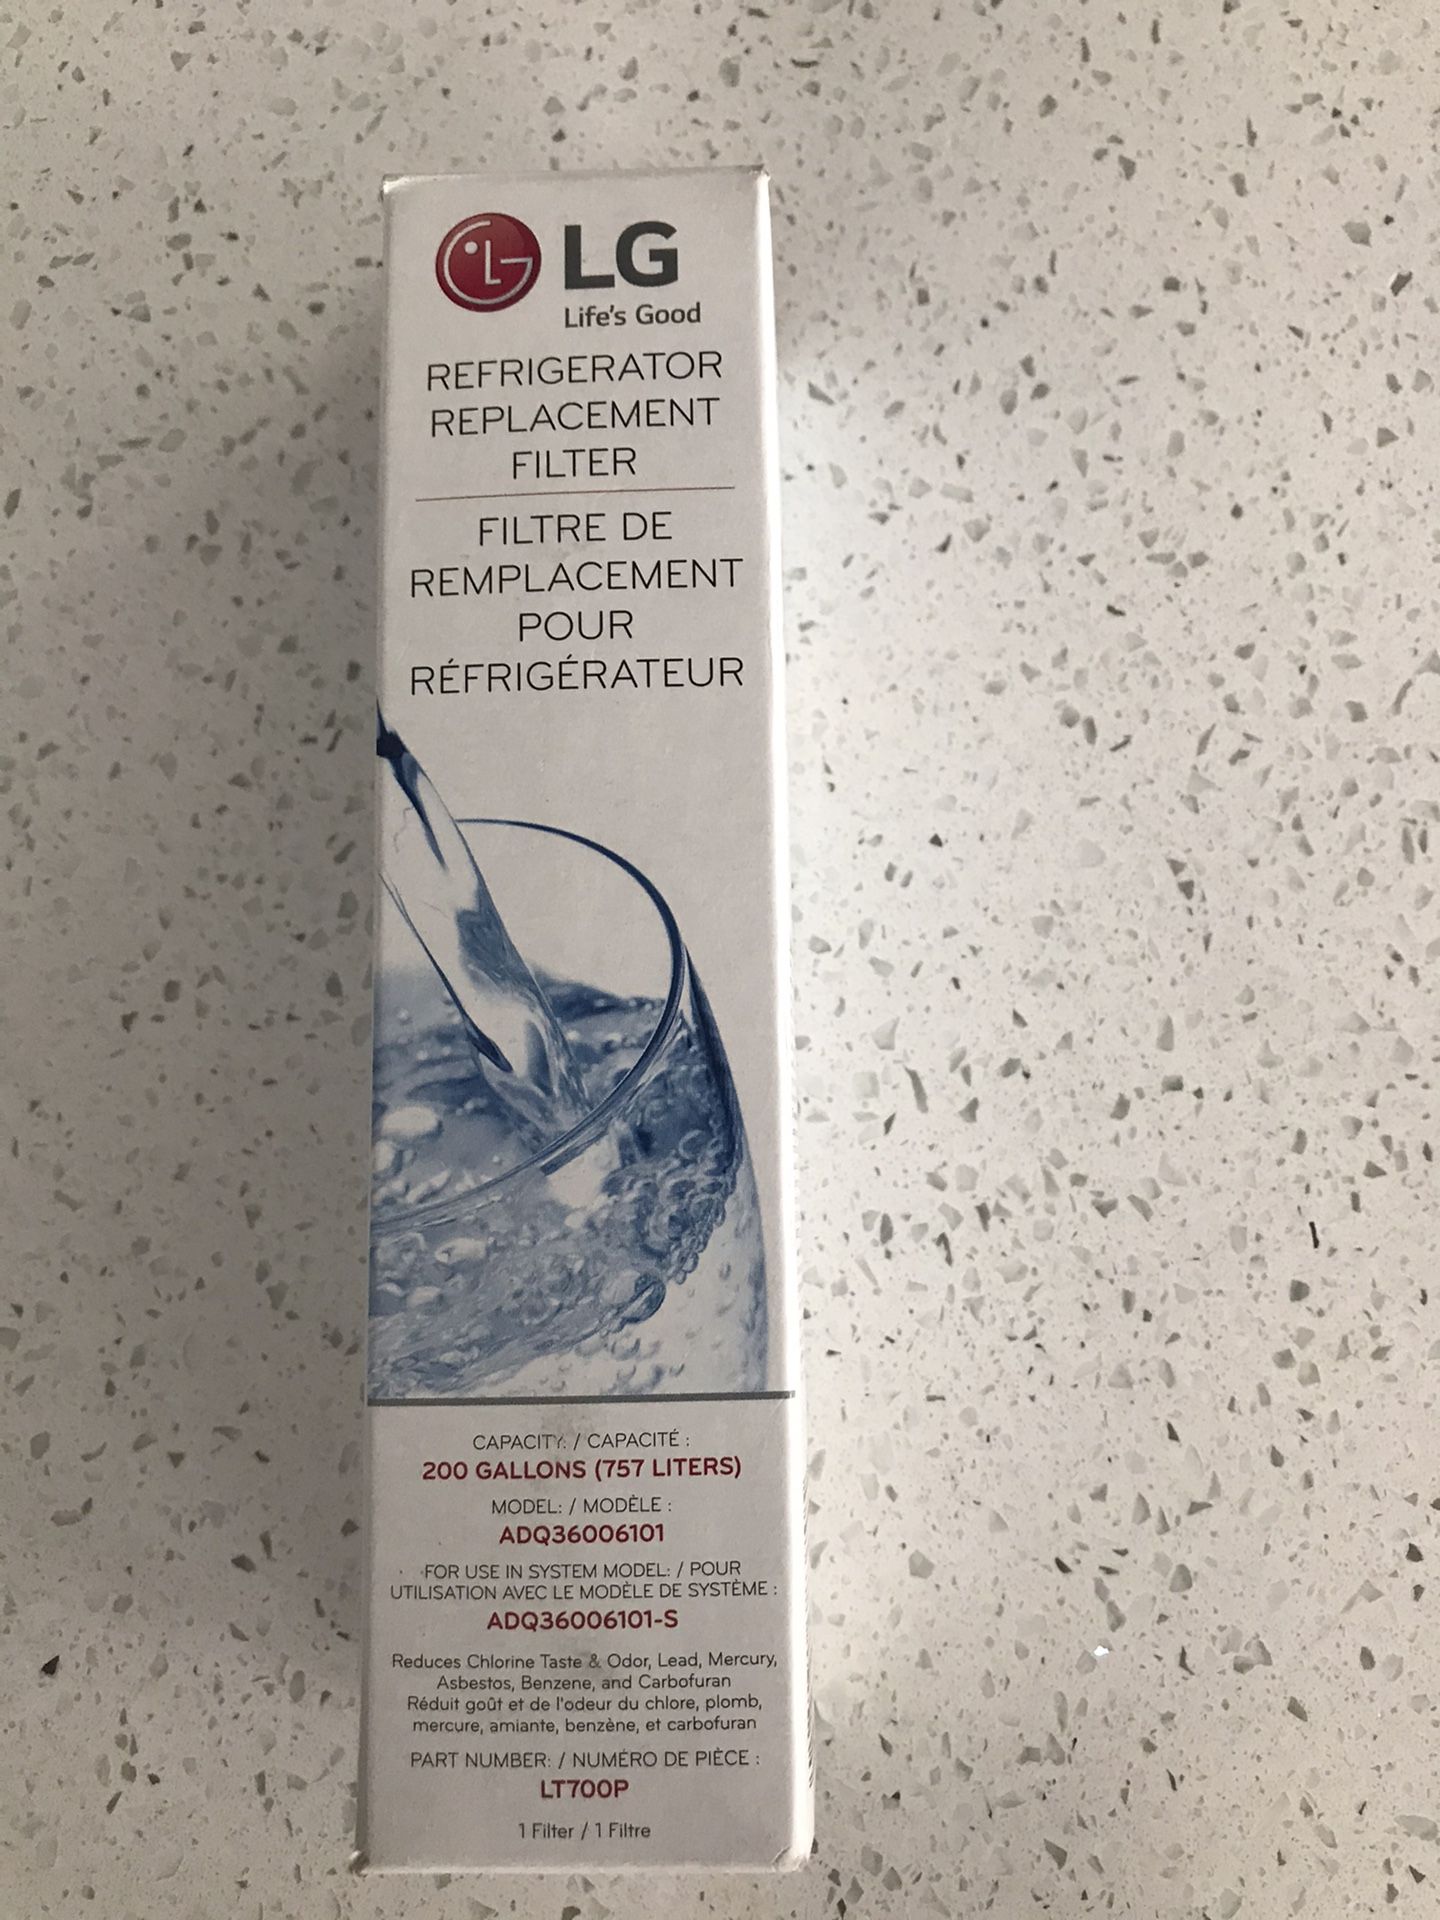 LG
Life's Good
REFRIGERATOR
REPLACEMENT
FILTER
FILTRE DE
REMPLACEMENT
POUR
RÉFRIGÉRATEUR
CAPACITY: / CAPACITÉ :
200 GALLONS (757 LITERS)
MODEL: / MODÈLE :
ADQ36006101
FOR USE IN SYSTEM MODEL: / POUR
UTILISATION AVEC LE MODÈLE DE SYSTÈME :
ADQ36006101-S
Reduces Chlorine Taste & Odor, Lead, Mercury,
Asbestos, Benzene, and Carbofuran
Réduit goût et de l'odeur du chlore, plomb,
mercure, amiante, benzène, et carbofuran
PART NUMBER: / NUMÉRO DE PIÈCE :
LT700P
1 Filter / 1 Filtre